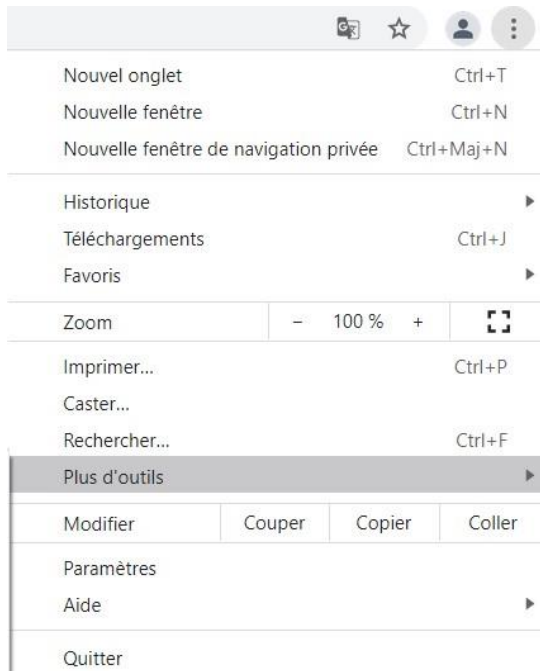 Nouvel onglet Ctrl+T
Nouvelle fenêtre Ctrl+N
Nouvelle fenêtre de navigation privée Ctrl+Maj+N
Historique
Téléchargements Ctrl+J
Favoris
Zoom − 100 % +
Imprimer... Ctrl+P
Caster...
Rechercher... Ctrl+F
Plus d'outils
Modifier Couper Copier Coller
Paramètres
Aide
Quitter